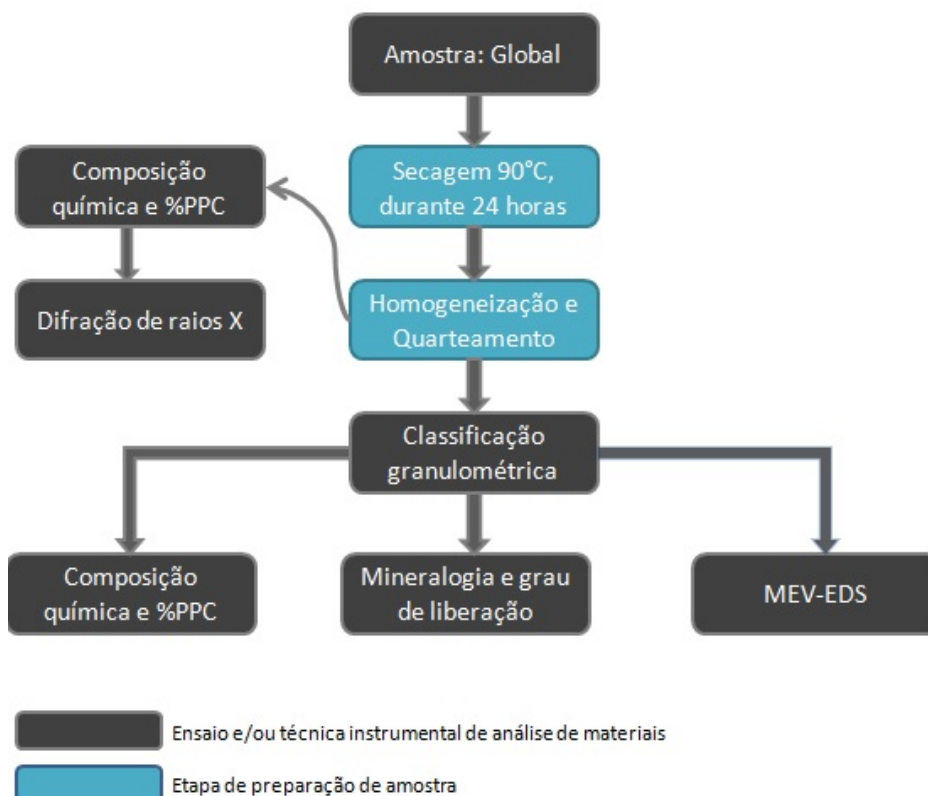 Amostra: Global
Secagem 90°C,
durante 24 horas
Composição
química e %PPC
Homogeneização e
Quarteamento
Difração de raios X
Classificação
granulométrica
Composição
química e %PPC
Mineralogia e grau
de liberação
MEV-EDS
Ensaio e/ou técnica instrumental de análise de materiais
Etapa de preparação de amostra